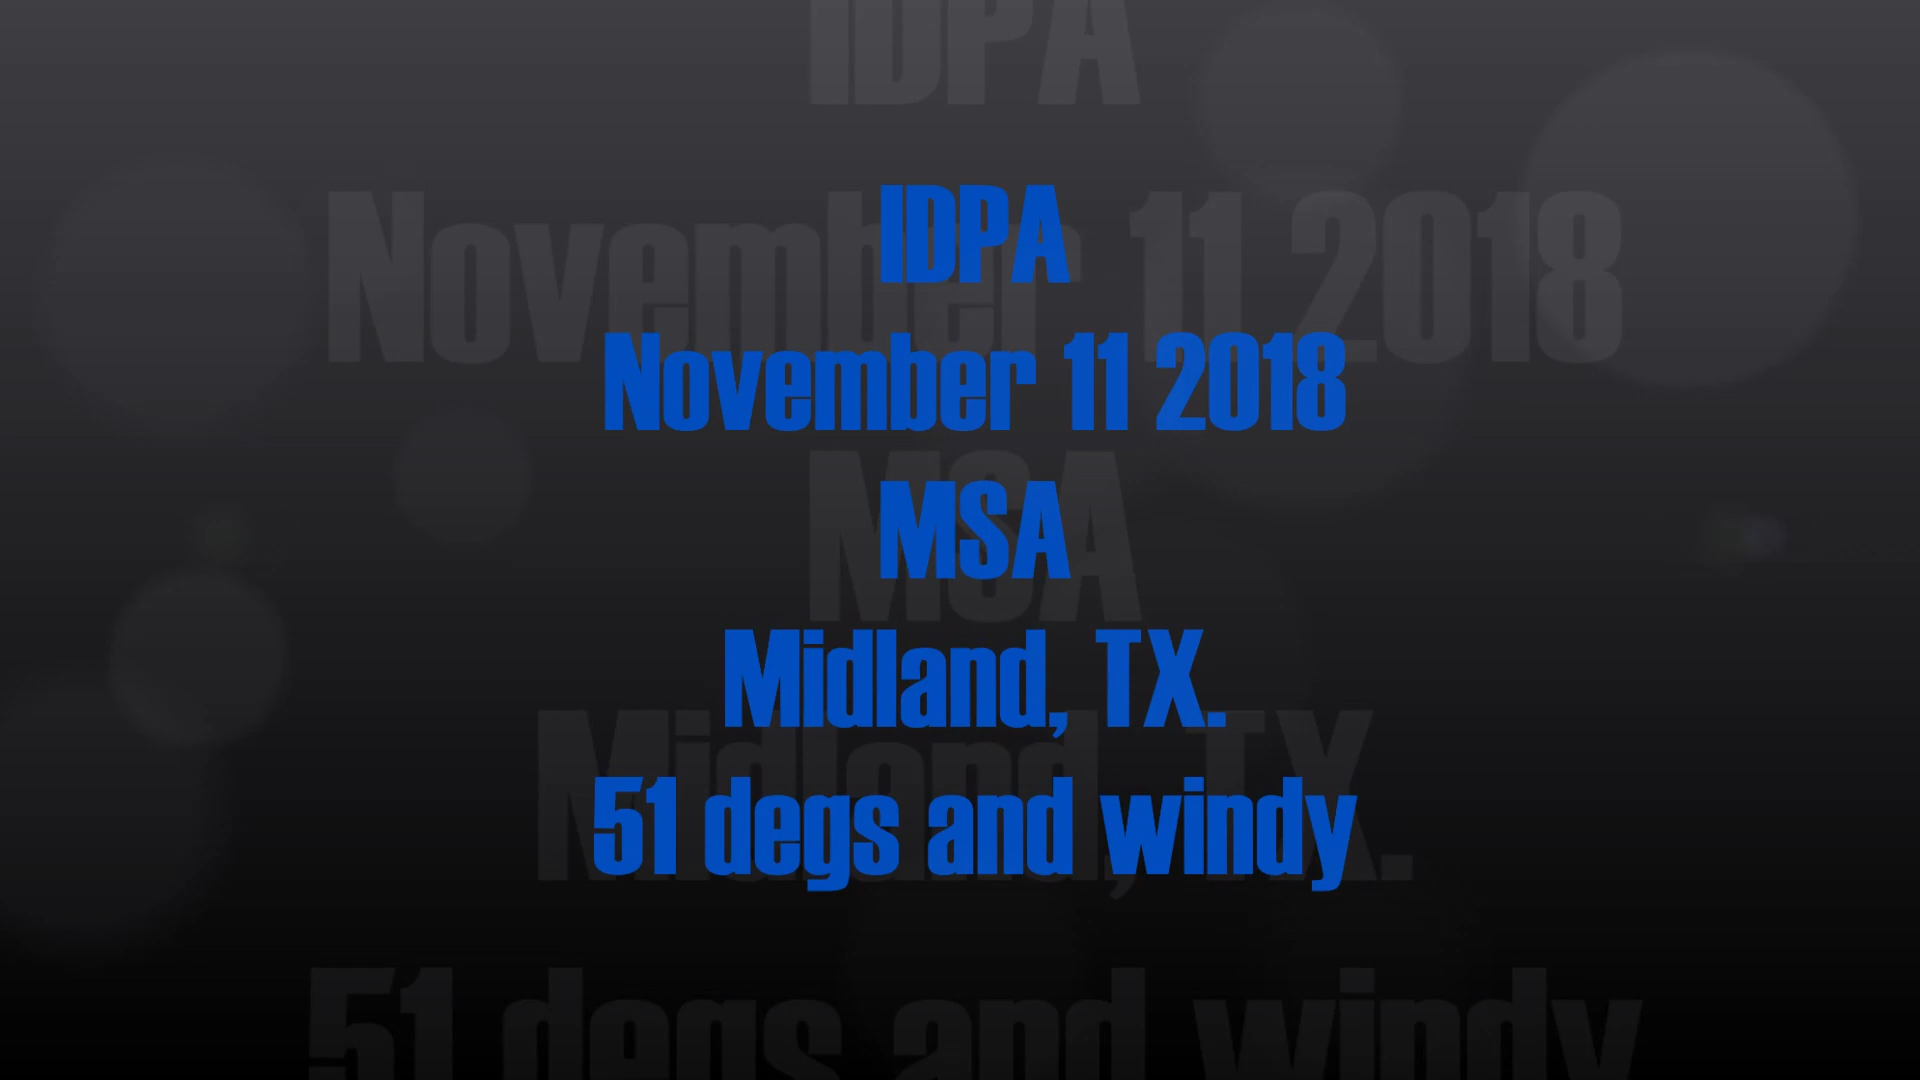 IDPA
November 11 2018
MSA
Midland, TX.
51 degs and windy